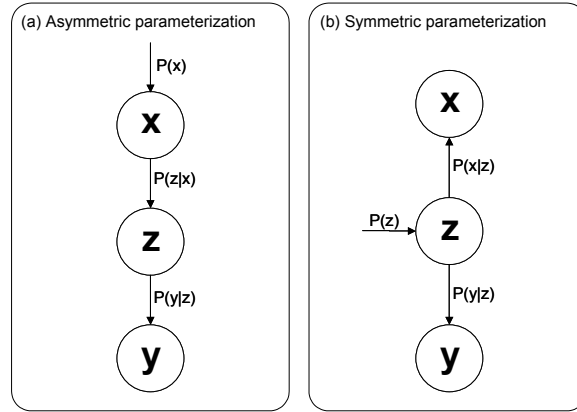 (a) Asymmetric parameterization
P(x)
x
P(z|x)
z
P(y|z)
y
(b) Symmetric parameterization
x
P(x|z)
P(z)
z
P(y|z)
y